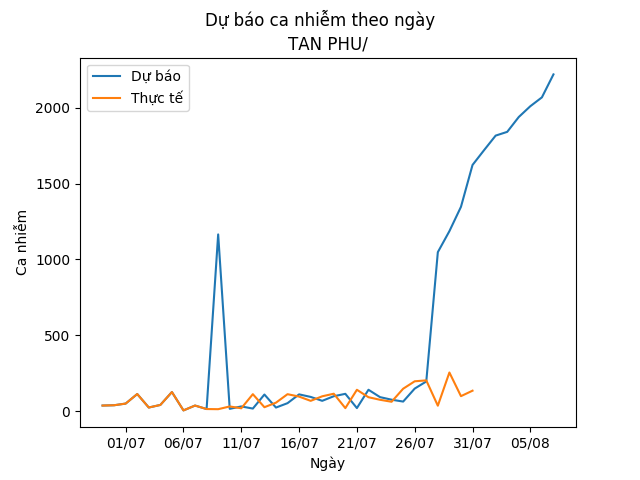 Dự báo ca nhiễm theo ngày
TAN PHU/
Dự báo
Thực tế
2000
1500
1000
500
0
Ca nhiễm
01/07 06/07 11/07 16/07 21/07 26/07 31/07 05/08
Ngày